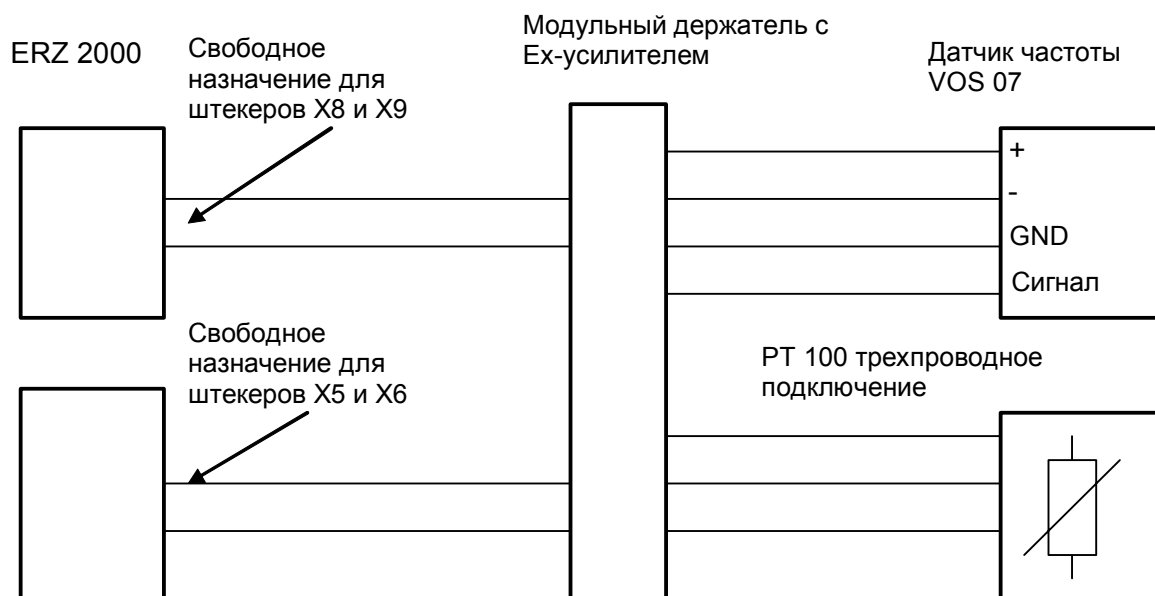 ERZ 2000
Свободное
назначение для
штекеров X8 и X9
Модульный держатель с
Ex-усилителем
Датчик частоты
VOS 07
+
-
GND
Сигнал
Свободное
назначение для
штекеров X5 и X6
PT 100 трехпроводное
подключение